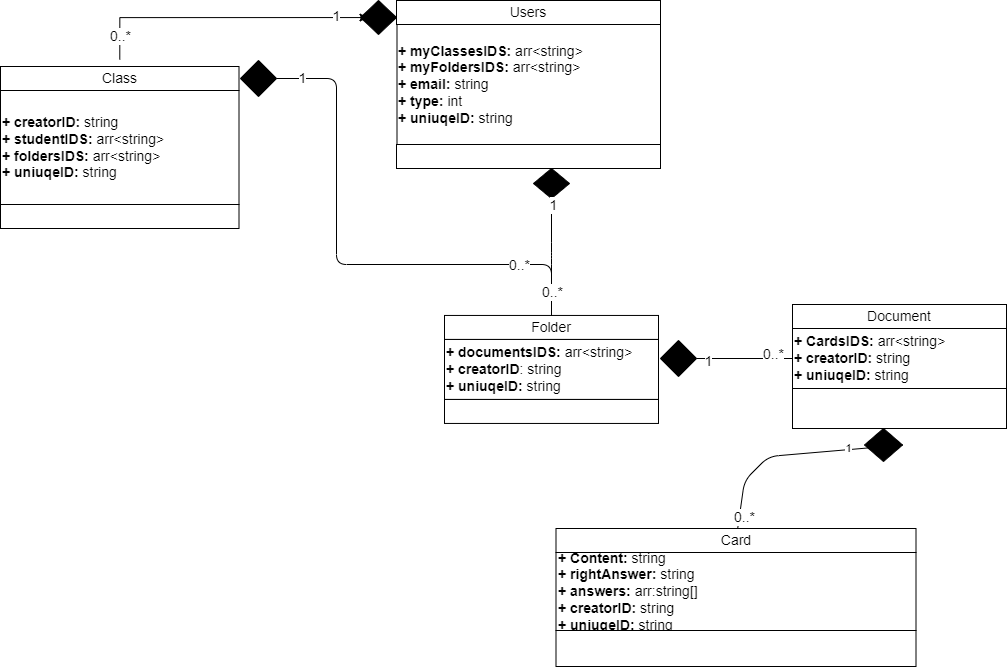 Users
+ myClassesIDS: arr<string>
+ myFoldersIDS: arr<string>
+ email: string
+ type: int
+ uniuqeID: string
1
0..*
Class
+ creatorID: string
+ studentIDS: arr<string>
+ foldersIDS: arr<string>
+ uniuqeID: string
1
1
0..*
0..*
Folder
+ documentsIDS: arr<string>
+ creatorID: string
+ uniuqeID: string
1
0..*
Document
+ CardsIDS: arr<string>
+ creatorID: string
+ uniuqeID: string
1
0..*
Card
+ Content: string
+ rightAnswer: string
+ answers: arr:string[]
+ creatorID: string
+ uniuqeID: string